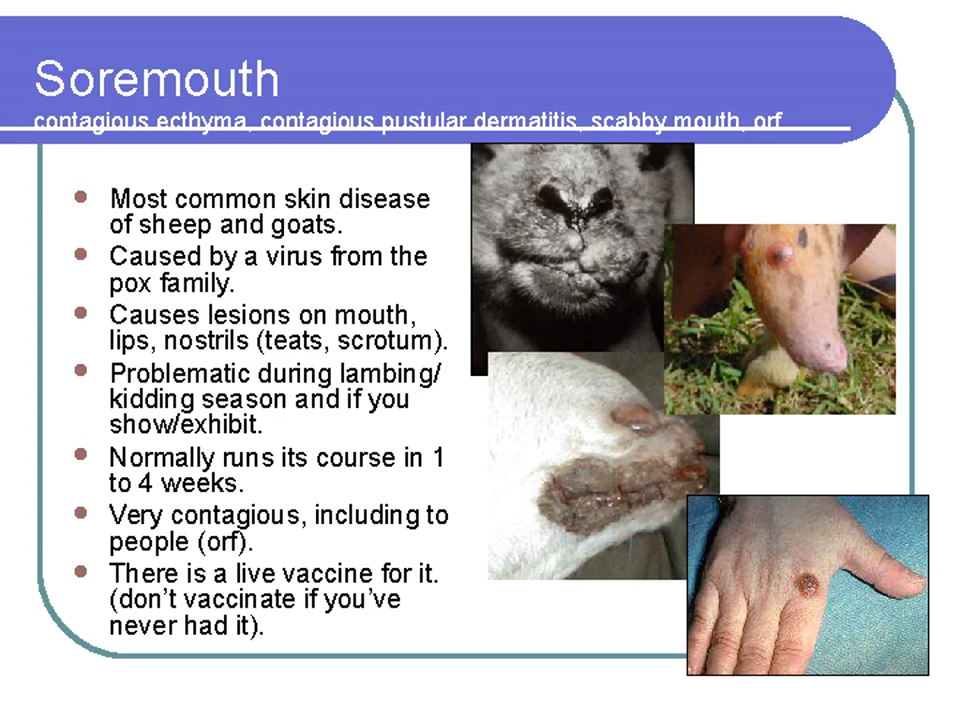 Soremouth
contagious ecthyma, contagious pustular dermatitis, scabby mouth, orf
Most common skin disease
of sheep and goats.
Caused by a virus from the
pox family.
Causes lesions on mouth,
lips, nostrils (teats, scrotum).
Problematic during lambing/
kidding season and if you
show/exhibit.
Normally runs its course in 1
to 4 weeks.
Very contagious, including to
people (orf).
There is a live vaccine for it.
(don’t vaccinate if you’ve
never had it).